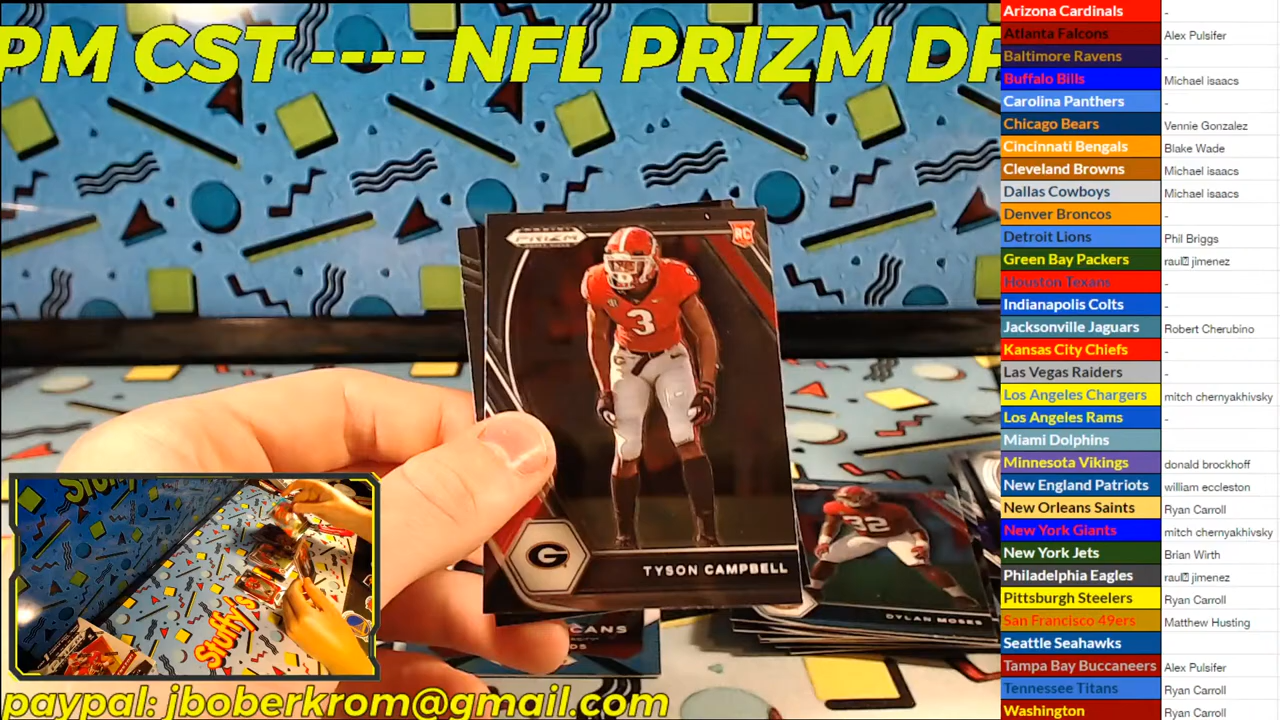 PM CST ---- NFL PRIZM
PRIZM
RC
3
G
TYSON CAMPBELL
32
DYLAN MOSES
CANS
Stuffy's
paypal: jboberkrom@gmail.com
Arizona Cardinals -
Atlanta Falcons Alex Pulsifer
Baltimore Ravens -
Buffalo Bills Michael isaacs
Carolina Panthers -
Chicago Bears Vennie Gonzalez
Cincinnati Bengals Blake Wade
Cleveland Browns Michael isaacs
Dallas Cowboys Michael isaacs
Denver Broncos -
Detroit Lions Phil Briggs
Green Bay Packers raul jimenez
Houston Texans -
Indianapolis Colts -
Jacksonville Jaguars Robert Cherubino
Kansas City Chiefs -
Las Vegas Raiders -
Los Angeles Chargers mitch chernyakhivsky
Los Angeles Rams -
Miami Dolphins
Minnesota Vikings donald brockhoff
New England Patriots william eccleston
New Orleans Saints Ryan Carroll
New York Giants mitch chernyakhivsky
New York Jets Brian Wirth
Philadelphia Eagles raul jimenez
Pittsburgh Steelers Ryan Carroll
San Francisco 49ers Matthew Husting
Seattle Seahawks
Tampa Bay Buccaneers Alex Pulsifer
Tennessee Titans Ryan Carroll
Washington Ryan Carroll